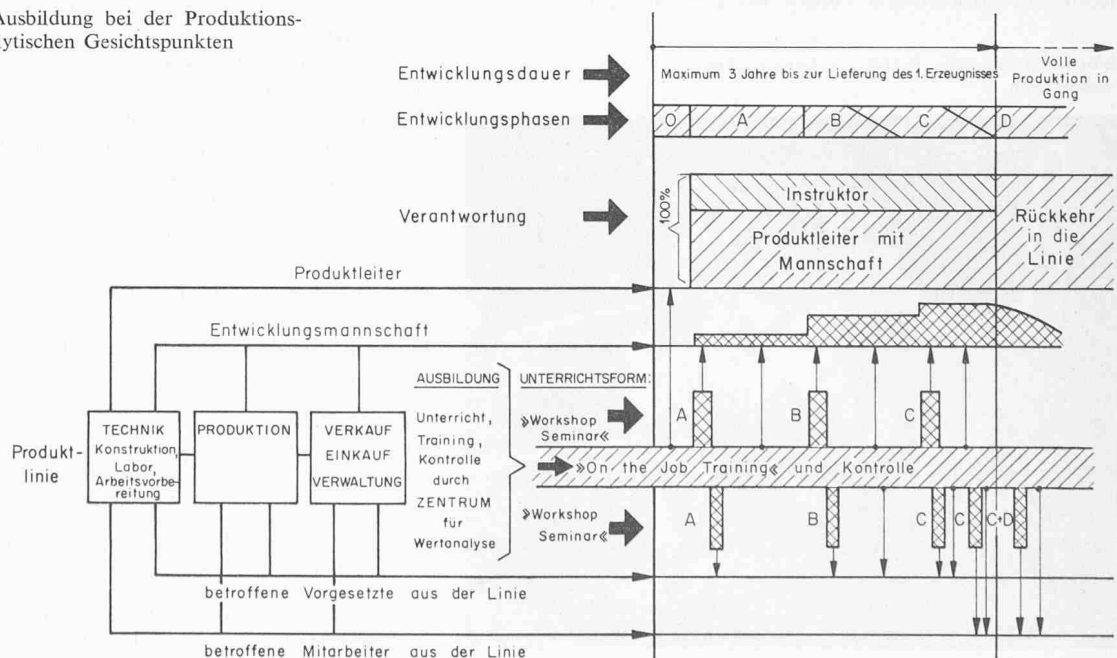 Ausbildung bei der Produktions-
lytischen Gesichtspunkten
Entwicklungsdauer
Maximum 3 Jahre bis zur Lieferung des 1. Erzeugnisses
Volle
Produktion in
Gang
Entwicklungsphasen
O
A
B
C
D
Verantwortung
100%
Instruktor
Produktleiter mit
Mannschaft
Rückkehr
in die
Linie
Produktleiter
Entwicklungsmannschaft
AUSBILDUNG
Unterricht,
Training,
Kontrolle
durch
ZENTRUM
für
Wertanalyse
UNTERRICHTSFORM:
»Workshop
Seminar«
A
B
C
Produkt-
linie
TECHNIK
Konstruktion,
Labor,
Arbeitsvorbe-
reitung
PRODUKTION
VERKAUF
EINKAUF
VERWALTUNG
»On the Job Training« und Kontrolle
»Workshop
Seminar«
A
B
C
C
C+D
betroffene Vorgesetzte aus der Linie
betroffene Mitarbeiter aus der Linie